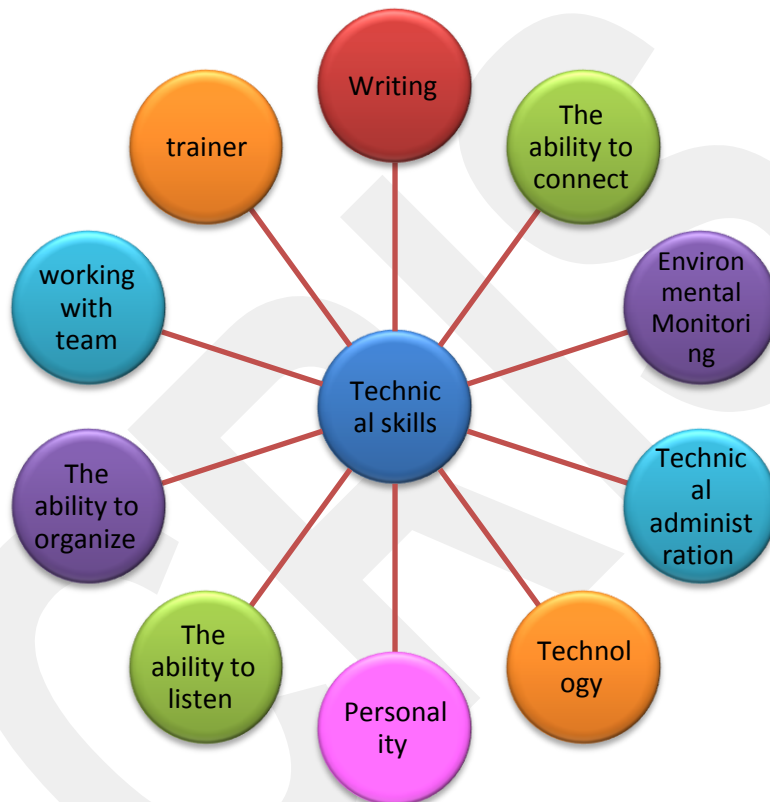 Writing
The
ability to
connect
Environ
mental
Monitori
ng
Technic
al
administ
ration
Technol
ogy
Personal
ity
The
ability to
listen
The
ability to
organize
working
with
team
trainer
Technic
al skills